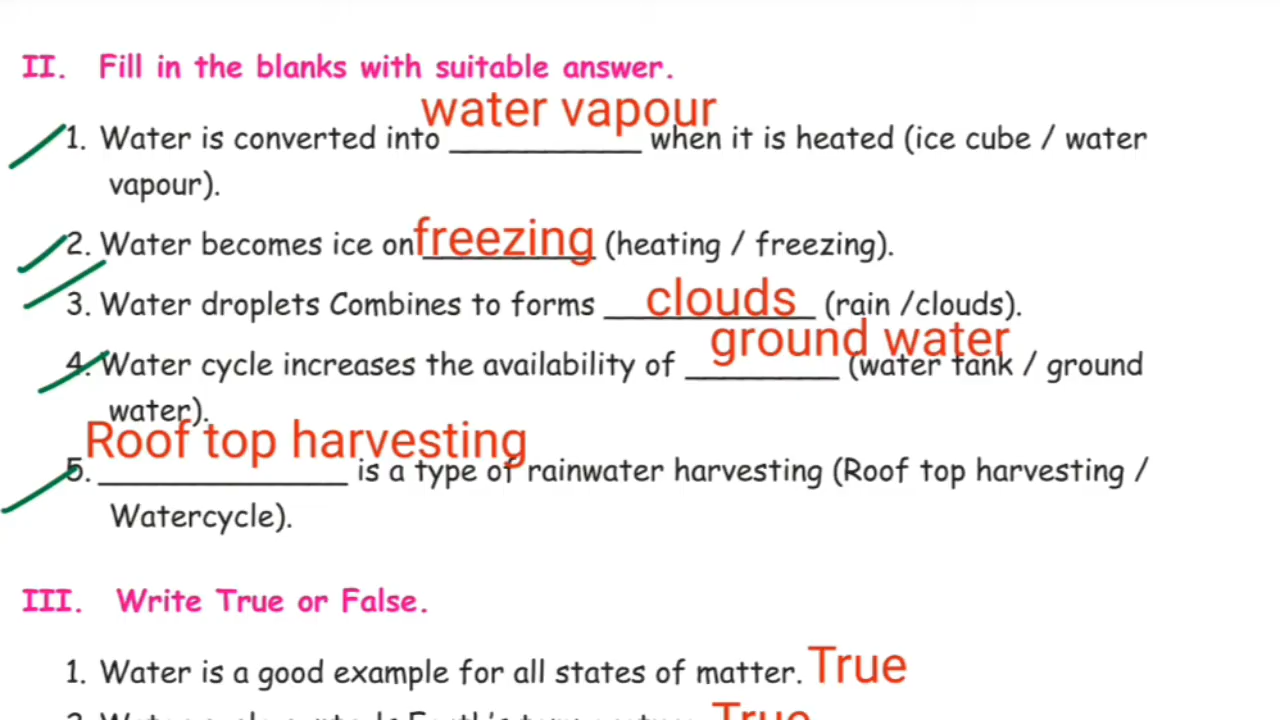 II. Fill in the blanks with suitable answer.
water vapour
1. Water is converted into ____________ when it is heated (ice cube / water
vapour).
2. Water becomes ice on freezing (heating / freezing).
3. Water droplets Combines to forms clouds (rain /clouds).
ground water
4. Water cycle increases the availability of __________ (water tank / ground
water).
Roof top harvesting
5. ________________ is a type of rainwater harvesting (Roof top harvesting /
Watercycle).
III. Write True or False.
1. Water is a good example for all states of matter. True
True